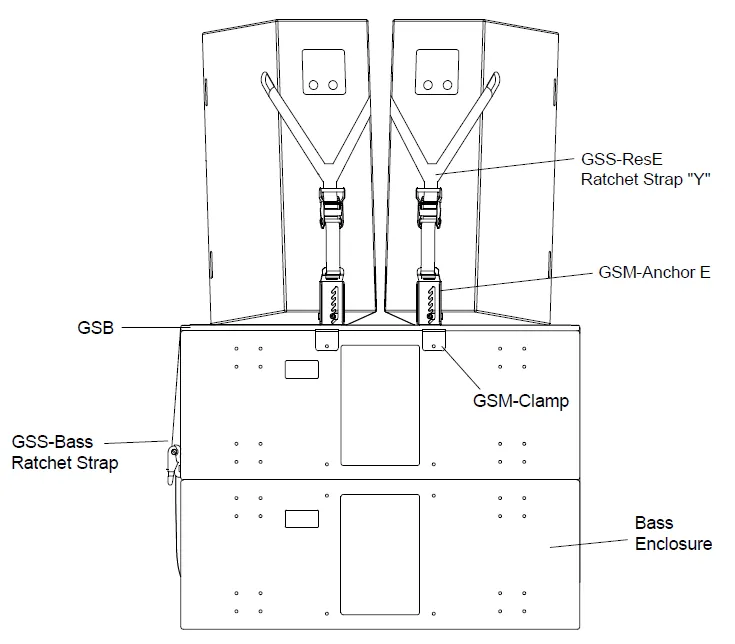 GSS-ResE
Ratchet Strap "Y"
GSM-Anchor E
GSB
GSM-Clamp
GSS-Bass
Ratchet Strap
Bass
Enclosure